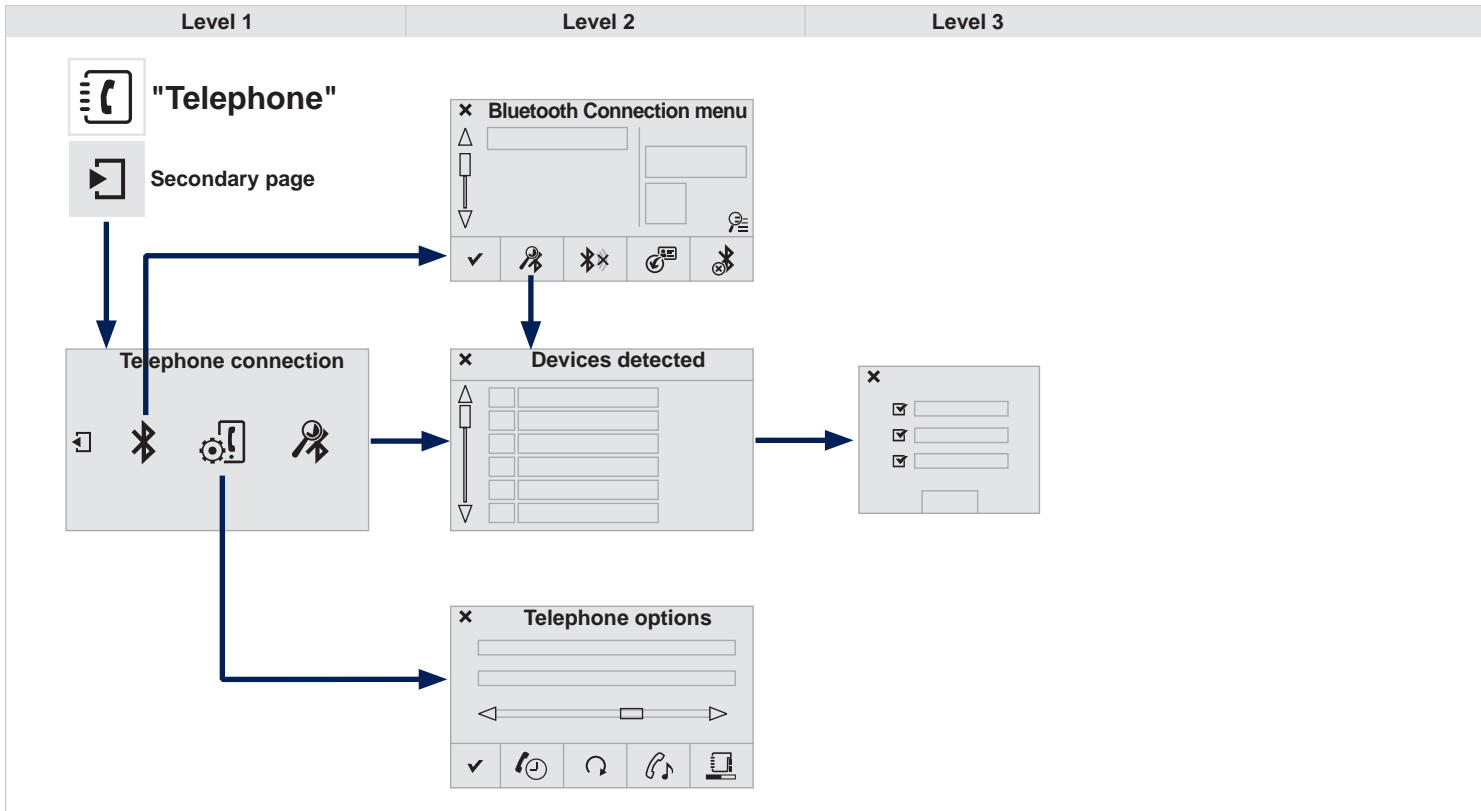 Level 1
Level 2
Level 3
"Telephone"
Secondary page
Bluetooth Connection menu
Telephone connection
Devices detected
Telephone options